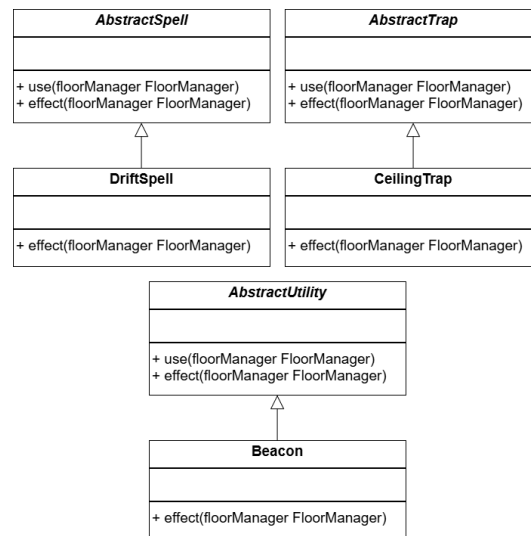 AbstractSpell
+ use(floorManager FloorManager)
+ effect(floorManager FloorManager)
DriftSpell
+ effect(floorManager FloorManager)
AbstractTrap
+ use(floorManager FloorManager)
+ effect(floorManager FloorManager)
CeilingTrap
+ effect(floorManager FloorManager)
AbstractUtility
+ use(floorManager FloorManager)
+ effect(floorManager FloorManager)
Beacon
+ effect(floorManager FloorManager)